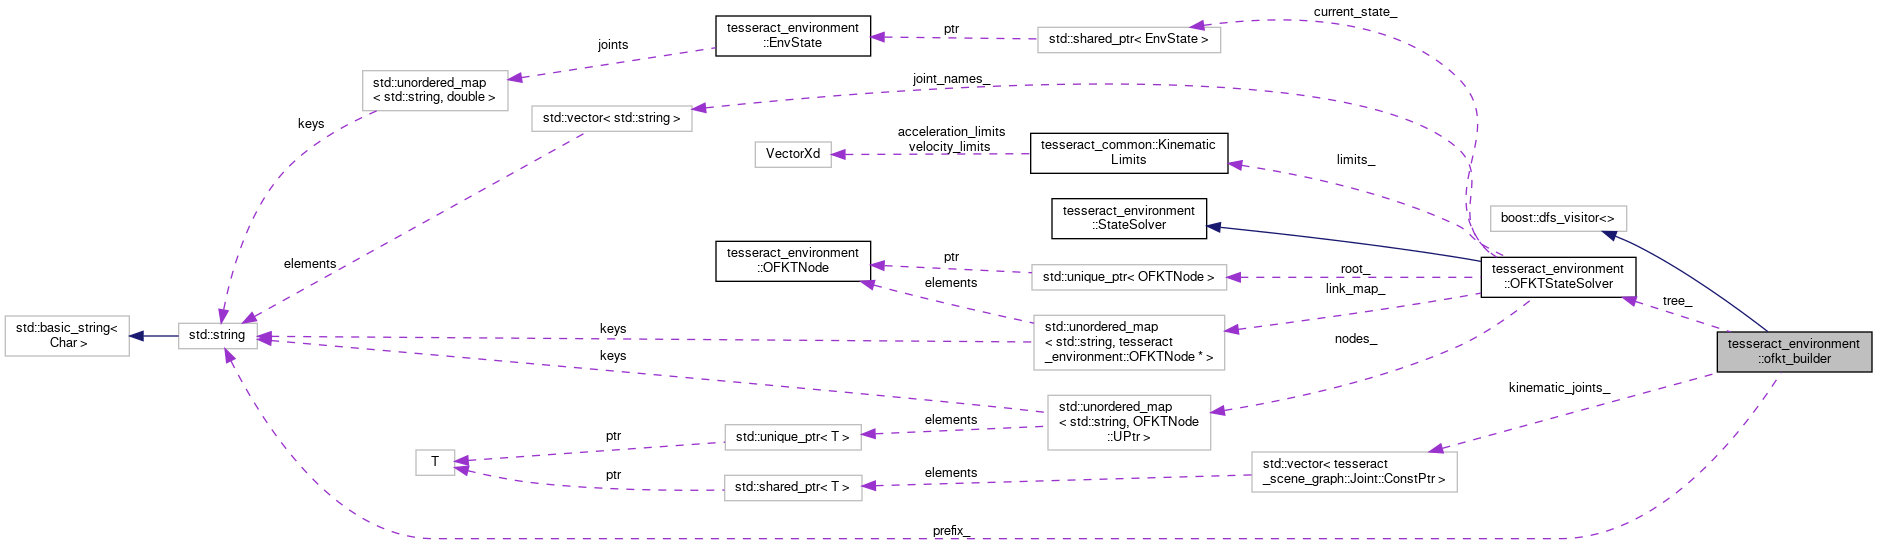 current_state_
tesseract_environment
::EnvState
ptr
std::shared_ptr< EnvState >
joints
std::unordered_map
< std::string, double >
joint_names_
std::vector< std::string >
keys
acceleration_limits
velocity_limits
VectorXd
tesseract_common::Kinematic
Limits
limits_
tesseract_environment
::StateSolver
boost::dfs_visitor<>
elements
tesseract_environment
::OFKTNode
ptr
elements
std::unique_ptr< OFKTNode >
root_
link_map_
tesseract_environment
::OFKTStateSolver
tree_
std::basic_string<
Char >
std::string
keys
keys
std::unordered_map
< std::string, tesseract
_environment::OFKTNode * >
nodes_
tesseract_environment
::ofkt_builder
kinematic_joints_
std::unordered_map
< std::string, OFKTNode
::UPtr >
elements
std::unique_ptr< T >
ptr
T
ptr
std::shared_ptr< T >
elements
std::vector< tesseract
_scene_graph::Joint::ConstPtr >
prefix_